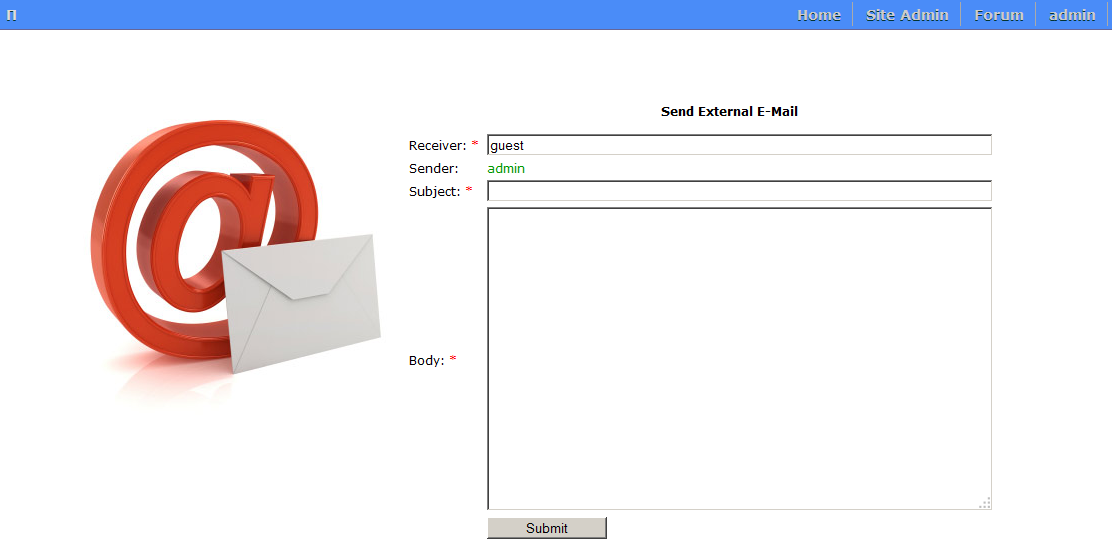 П Home Site Admin Forum admin
Send External E-Mail
Receiver: * guest
Sender: admin
Subject: *
Body: *
Submit